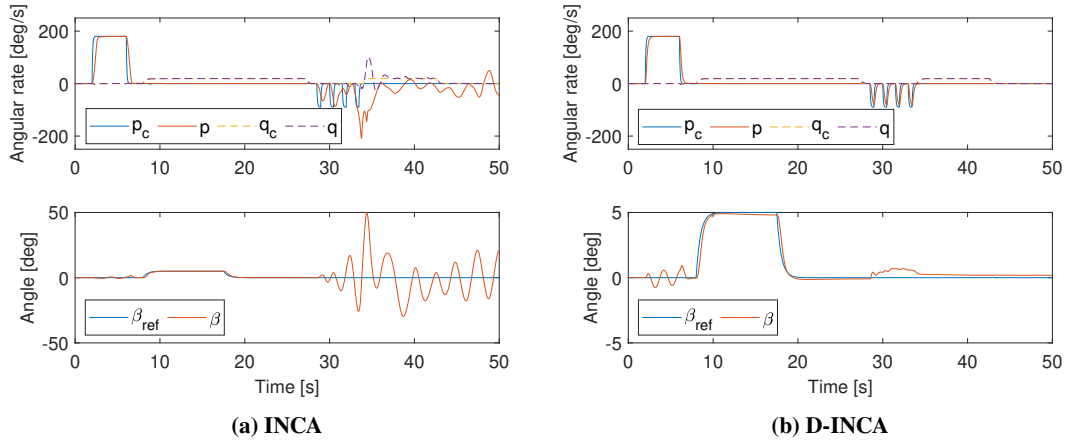 Angular rate [deg/s]
200
0
-200
p_c p q_c q
0 10 20 30 40 50
Angle [deg]
50
0
-50
β_ref β
0 10 20 30 40 50
Time [s]
(a) INCA
Angular rate [deg/s]
200
0
-200
p_c p q_c q
0 10 20 30 40 50
Angle [deg]
5
0
-5
β_ref β
0 10 20 30 40 50
Time [s]
(b) D-INCA